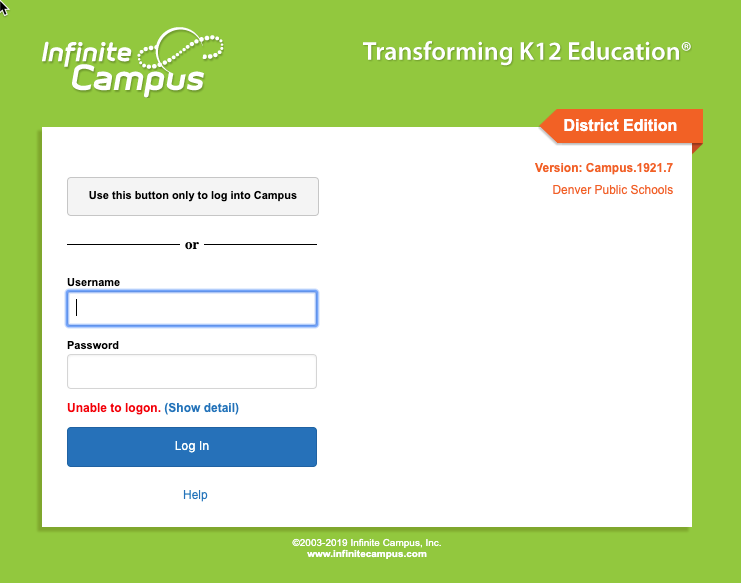 Infinite
Campus
Transforming K12 Education®
District Edition
Version: Campus.1921.7
Denver Public Schools
Use this button only to log into Campus
or
Username
Password
Unable to logon. (Show detail)
Log In
Help
©2003-2019 Infinite Campus, Inc.
www.infinitecampus.com